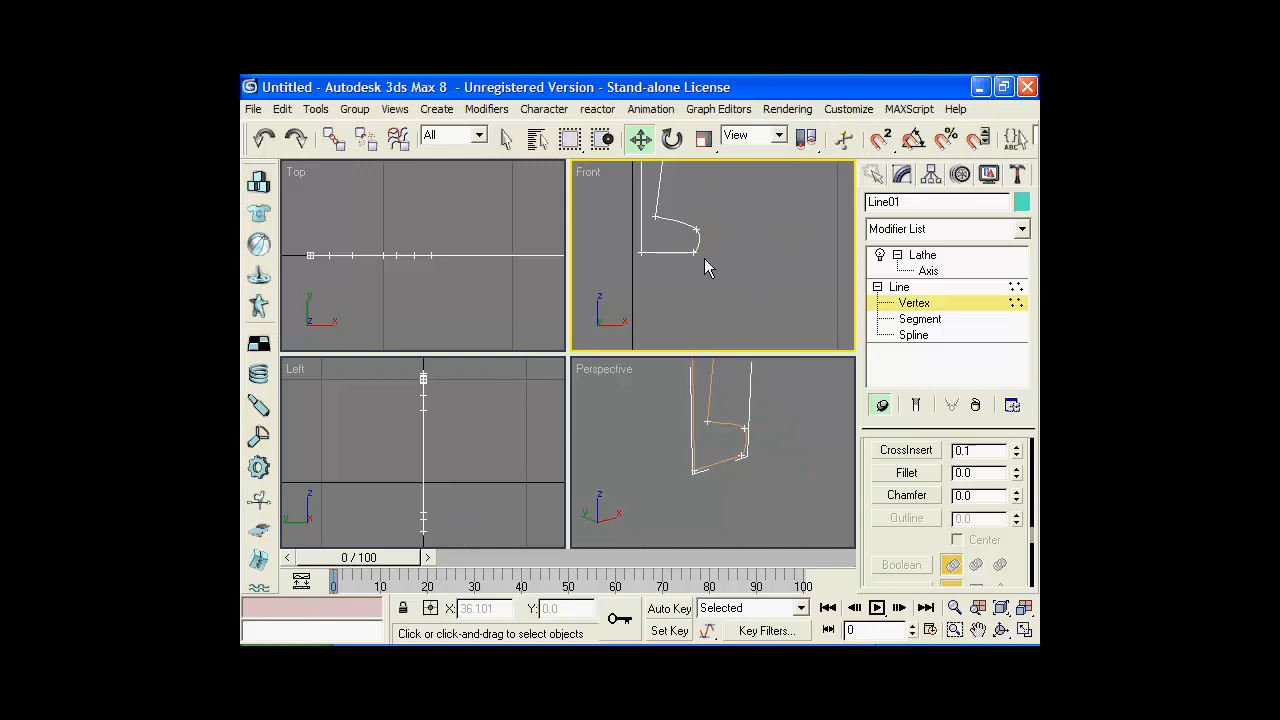 Untitled - Autodesk 3ds Max 8 - Unregistered Version - Stand-alone License
File Edit Tools Group Views Create Modifiers Character reactor Animation Graph Editors Rendering Customize MAXScript Help
All View 2 % ABC
Top Front
y z x z x
Line01
Modifier List
Lathe
Axis
Line
Vertex
Segment
Spline
Left Perspective
z y x z y x
CrossInsert 0.1
Fillet 0.0
Chamfer 0.0
Outline 0.0
Center
Boolean
< 0 / 100 >
10 20 30 40 50 60 70 80 90 100
X: 36.101 Y: 0.0 Auto Key Selected
Click or click-and-drag to select objects Set Key Key Filters... 0